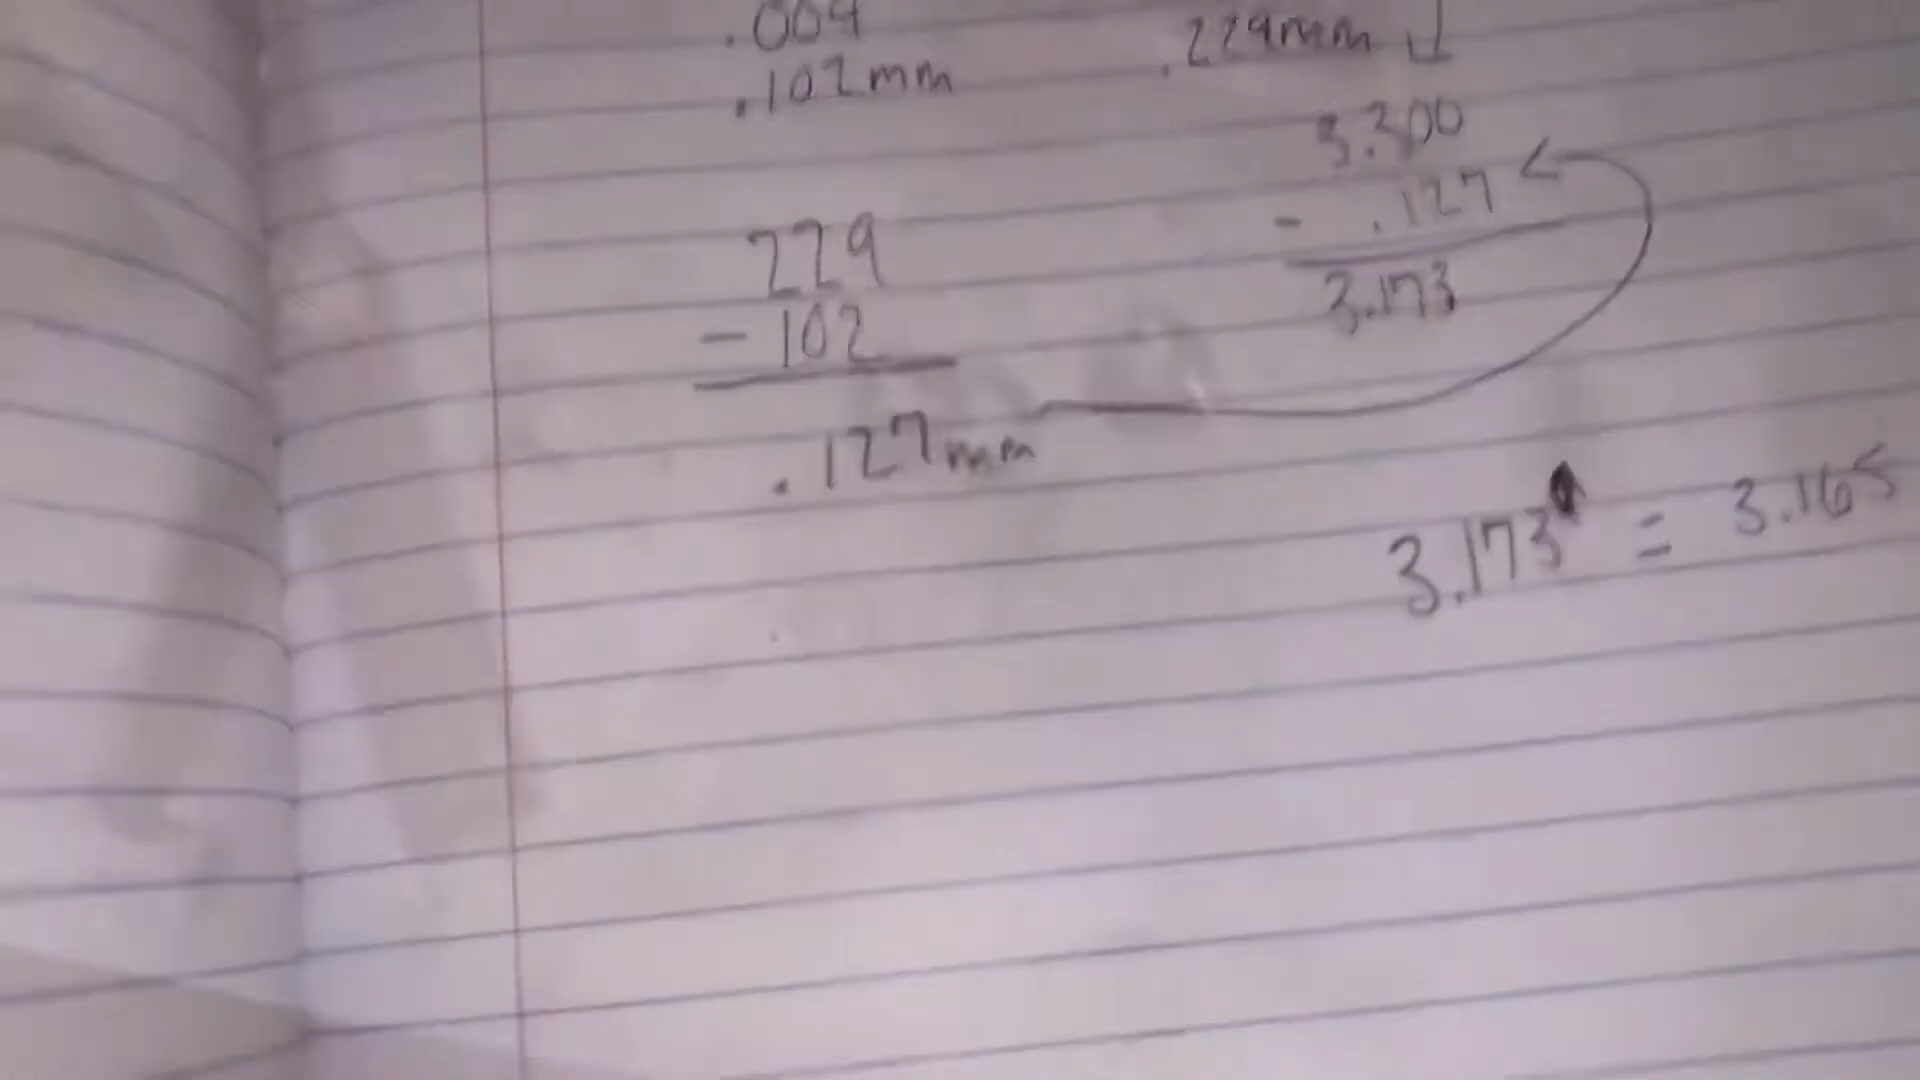 .004
.102mm
.229mm
229
- 102
.127mm
3.300
- .127
3.173
3.173 = 3.165